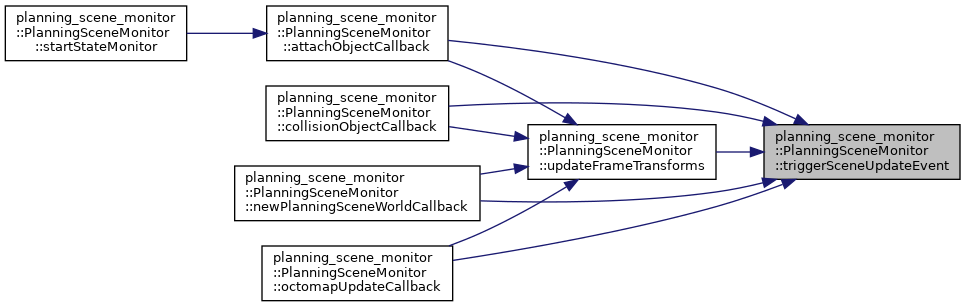 planning_scene_monitor
::PlanningSceneMonitor
::startStateMonitor
planning_scene_monitor
::PlanningSceneMonitor
::attachObjectCallback
planning_scene_monitor
::PlanningSceneMonitor
::collisionObjectCallback
planning_scene_monitor
::PlanningSceneMonitor
::newPlanningSceneWorldCallback
planning_scene_monitor
::PlanningSceneMonitor
::octomapUpdateCallback
planning_scene_monitor
::PlanningSceneMonitor
::updateFrameTransforms
planning_scene_monitor
::PlanningSceneMonitor
::triggerSceneUpdateEvent